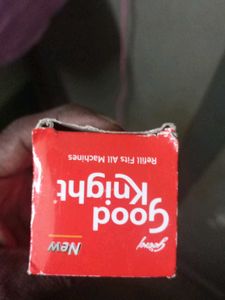 Godrej
New
Good
Knight
Refill Fits All Machines